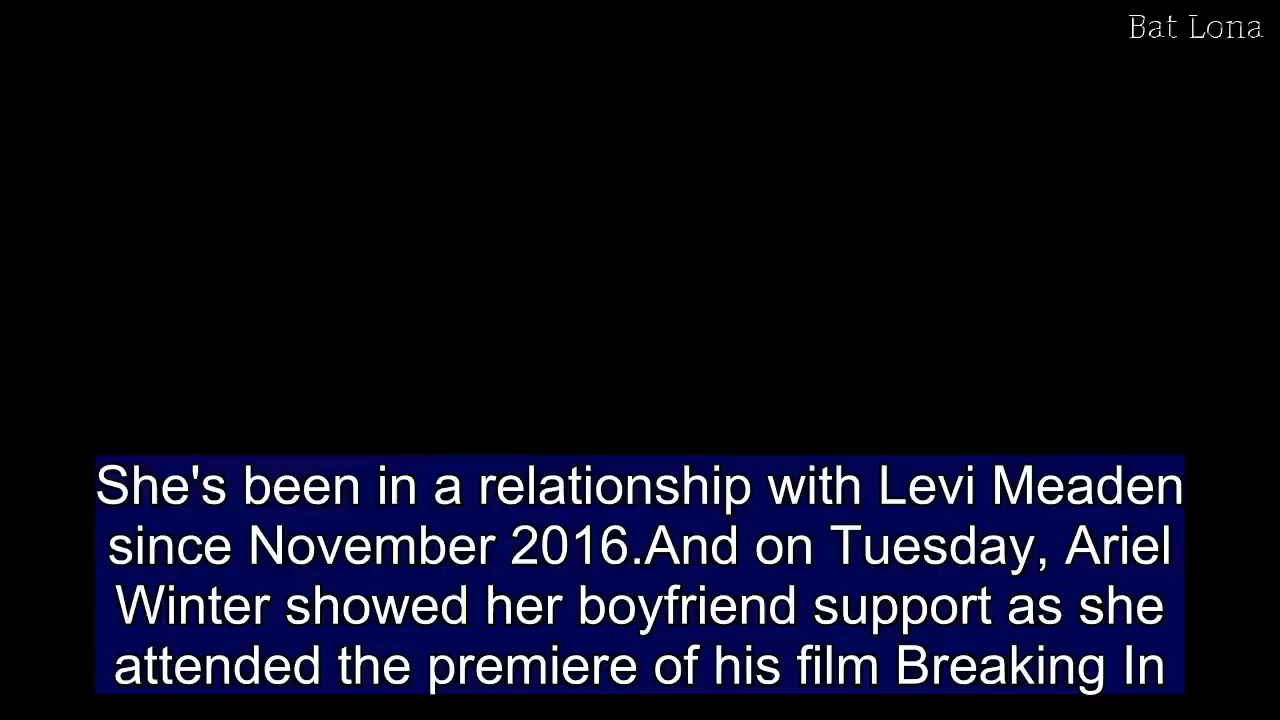 Bat Lona
She's been in a relationship with Levi Meaden
since November 2016.And on Tuesday, Ariel
Winter showed her boyfriend support as she
attended the premiere of his film Breaking In